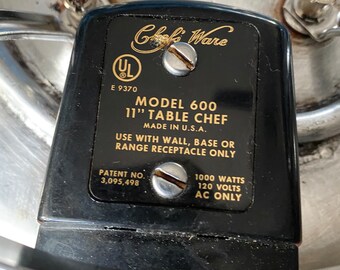 Chefs Ware
UL
E 9370
MODEL 600
11" TABLE CHEF
MADE IN U.S.A.
USE WITH WALL, BASE OR
RANGE RECEPTACLE ONLY
PATENT NO.
3,095,498
1000 WATTS
120 VOLTS
AC ONLY